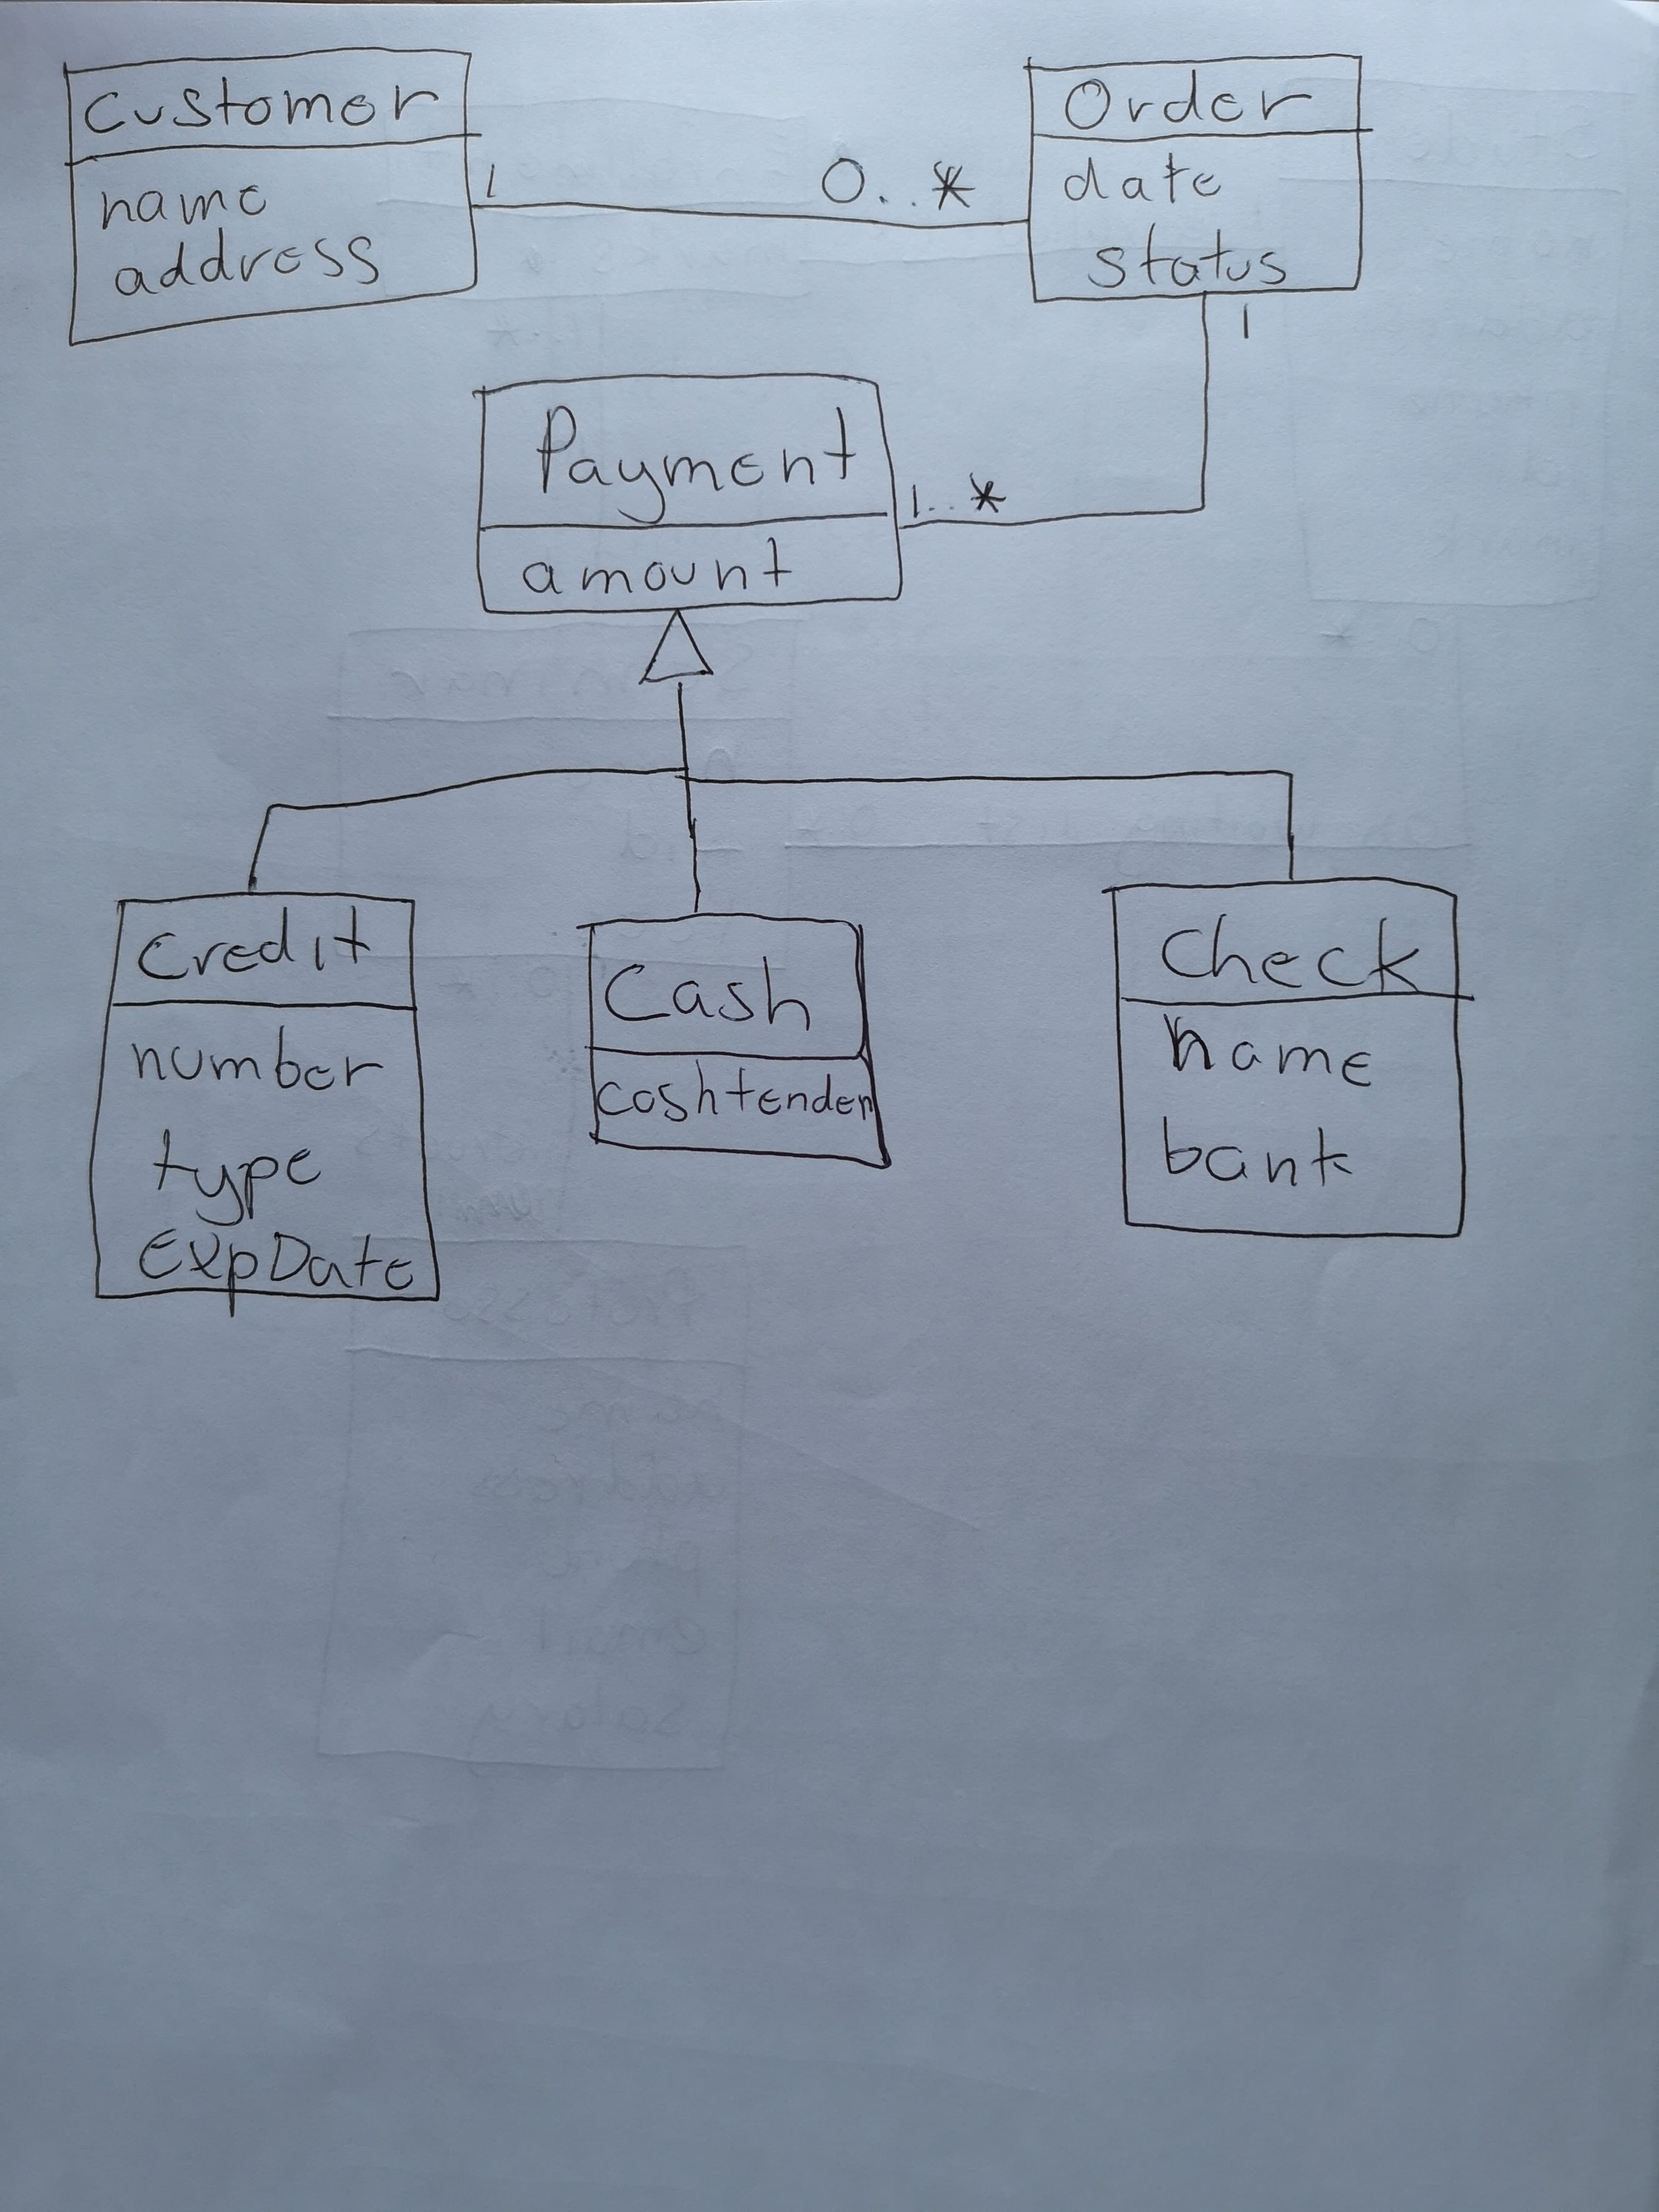 Customer
name
address
1
0..*
Order
date
status
1
Payment
1..*
amount
Credit
number
type
ExpDate
Cash
cashtender
Check
name
bank